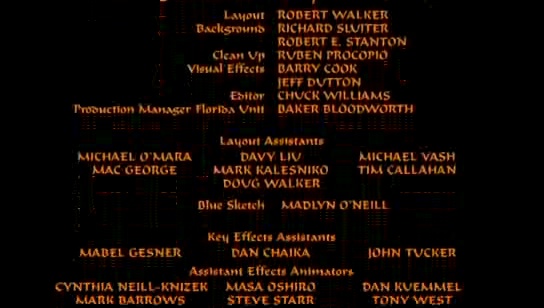 Layout ROBERT WALKER
Background RICHARD SLUITER
ROBERT E. STANTON
Clean Up RUBEN PROCOPIO
Visual Effects BARRY COOK
JEFF DUTTON
Editor CHUCK WILLIAMS
Production Manager Florida Unit BAKER BLOODWORTH
Layout Assistants
MICHAEL O'MARA DAVY LIU MICHAEL VASH
MAC GEORGE MARK KALESNIKO TIM CALLAHAN
DOUG WALKER
Blue Sketch MADLYN O'NEILL
Key Effects Assistants
MABEL GESNER DAN CHAIKA JOHN TUCKER
Assistant Effects Animators
CYNTHIA NEILL-KNIZEK MASA OSHIRO DAN KUEMMEL
MARK BARROWS STEVE STARR TONY WEST